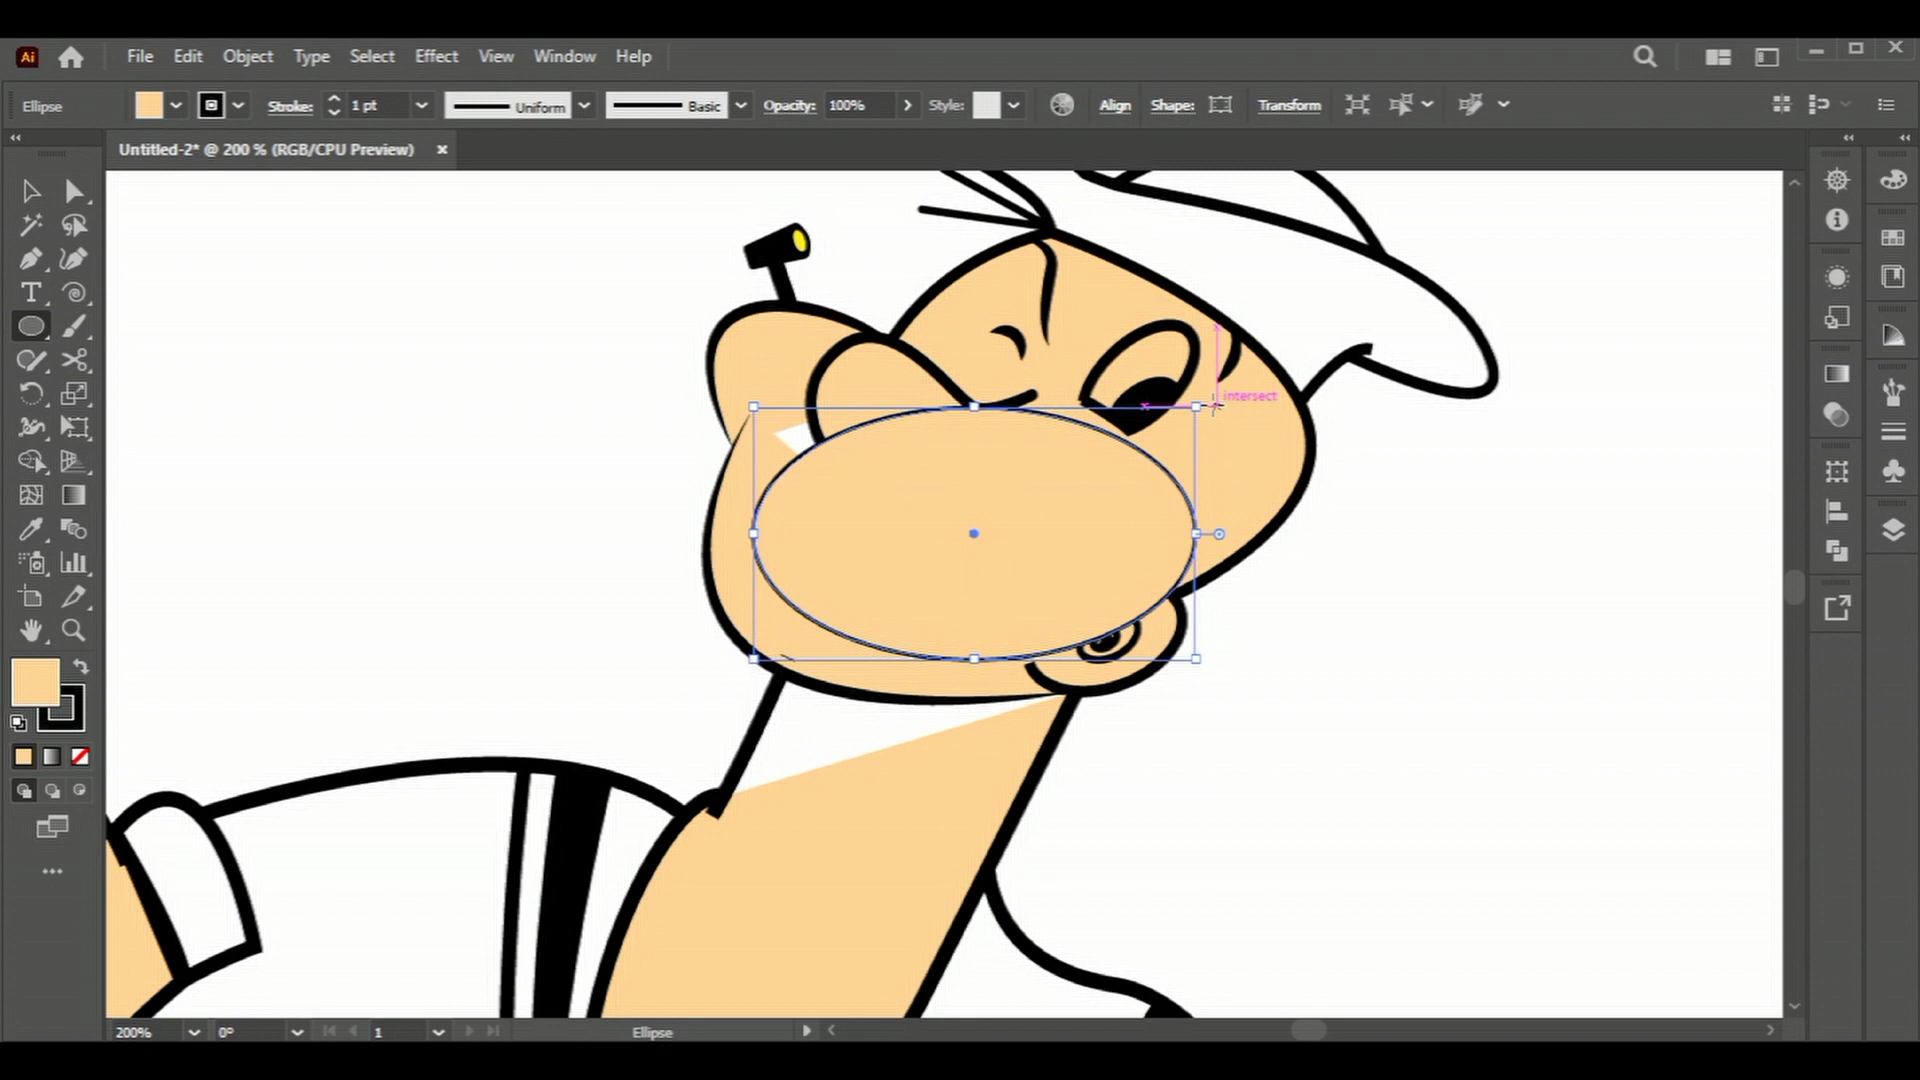 Ai File Edit Object Type Select Effect View Window Help
Ellipse Stroke: 1 pt Uniform Basic Opacity: 100% Style: Align Shape: Transform
Untitled-2* @ 200 % (RGB/CPU Preview)
intersect
200% 0° 1 Ellipse